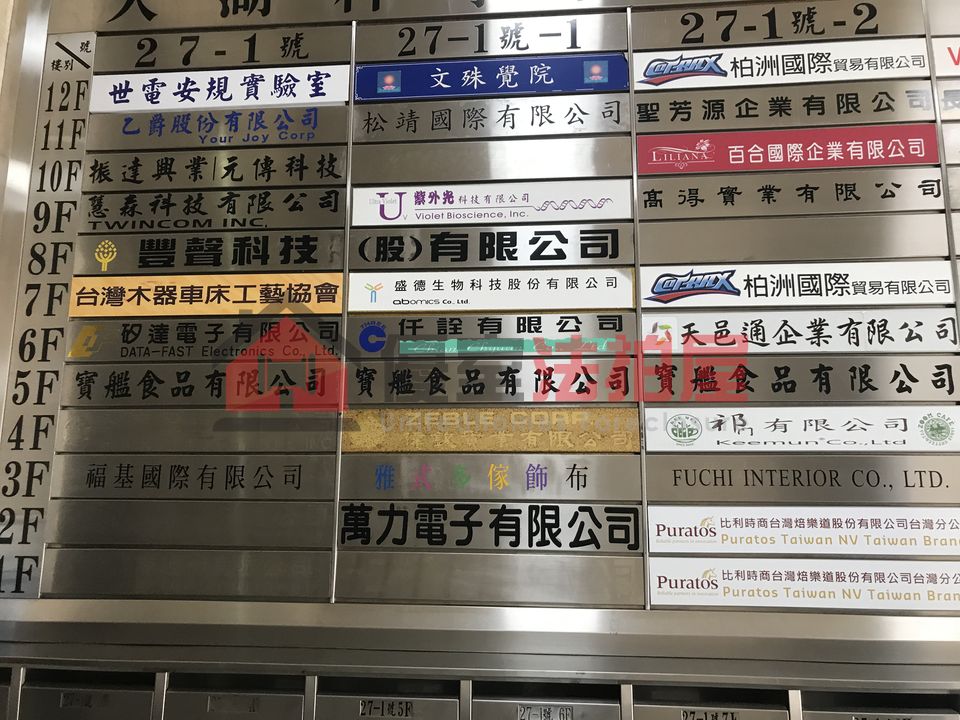 27-1號
27-1號-1
27-1號-2
號
樓別
12F
世電安規實驗室
文殊覺院
柏洲國際貿易有限公司
11F
乙爵股份有限公司
Your Joy Corp
松靖國際有限公司
聖芳源企業有限公司
10F
振達興業/元傳科技
LILIANA
百合國際企業有限公司
9F
慧森科技有限公司
TWINCOM INC.
Ultra Violet
紫外光科技有限公司
Violet Bioscience, Inc.
髙得實業有限公司
8F
豐聲科技
(股)有限公司
7F
台灣木器車床工藝協會
盛德生物科技股份有限公司
abomics Co., Ltd.
柏洲國際貿易有限公司
6F
矽達電子有限公司
DATA-FAST Electronics Co., Ltd.
仟詮有限公司
天邑通企業有限公司
5F
寶艦食品有限公司
寶艦食品有限公司
寶艦食品有限公司
4F
有限公司
祁門有限公司
Keemun Co., Ltd
3F
福基國際有限公司
雅式多傢飾布
FUCHI INTERIOR CO., LTD.
2F
萬力電子有限公司
Puratos
比利時商台灣焙樂道股份有限公司台灣分公
Puratos Taiwan NV Taiwan Bran
1F
Puratos
比利時商台灣焙樂道股份有限公司台灣分公
Puratos Taiwan NV Taiwan Bran
27-1號5F
27-1號 6F